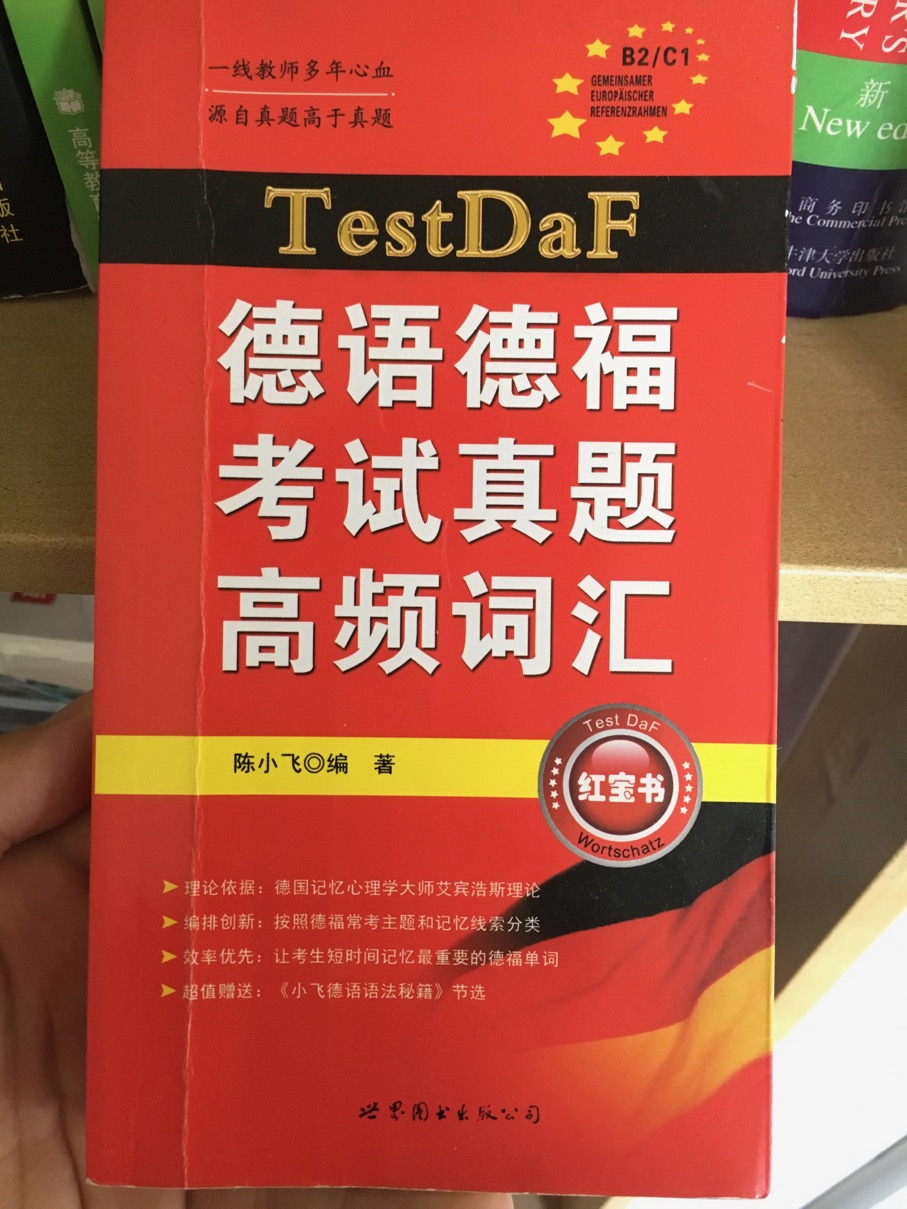 一线教师多年心血
源自真题高于真题
B2/C1
GEMEINSAMER
EUROPÄISCHER
REFERENZRAHMEN
TestDaF
德语德福
考试真题
高频词汇
陈小飞◎编 著
Test DaF
红宝书
Wortschatz
➤理论依据：德国记忆心理学大师艾宾浩斯理论
➤编排创新：按照德福常考主题和记忆线索分类
➤效率优先：让考生短时间记忆最重要的德福单词
➤超值赠送：《小飞德语语法秘籍》节选
世界图书出版公司
高等教育
版
社
新
New ed
商务印书馆
The Commercial Pre
牛津大学出版社
ord University Press